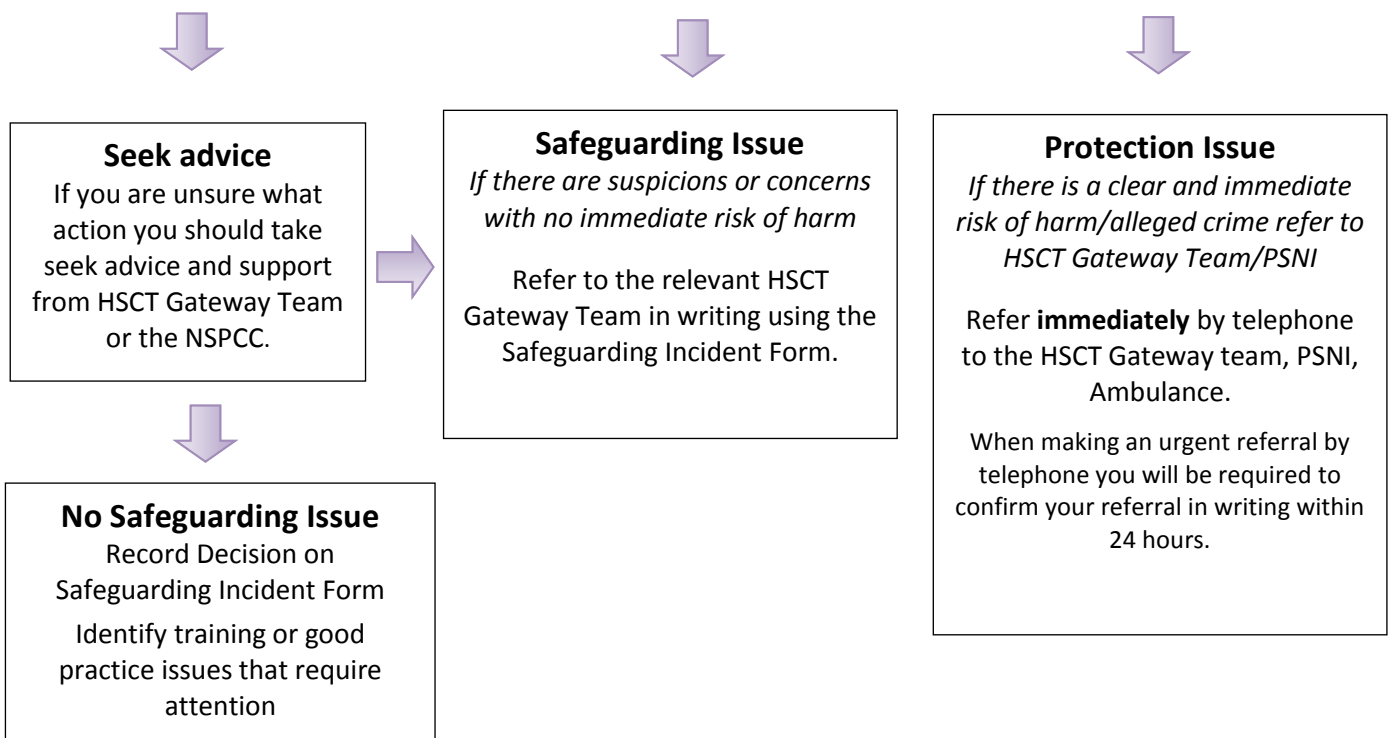 Seek advice
If you are unsure what
action you should take
seek advice and support
from HSCT Gateway Team
or the NSPCC.
Safeguarding Issue
If there are suspicions or concerns
with no immediate risk of harm
Refer to the relevant HSCT
Gateway Team in writing using the
Safeguarding Incident Form.
Protection Issue
If there is a clear and immediate
risk of harm/alleged crime refer to
HSCT Gateway Team/PSNI
Refer immediately by telephone
to the HSCT Gateway team, PSNI,
Ambulance.
When making an urgent referral by
telephone you will be required to
confirm your referral in writing within
24 hours.
No Safeguarding Issue
Record Decision on
Safeguarding Incident Form
Identify training or good
practice issues that require
attention